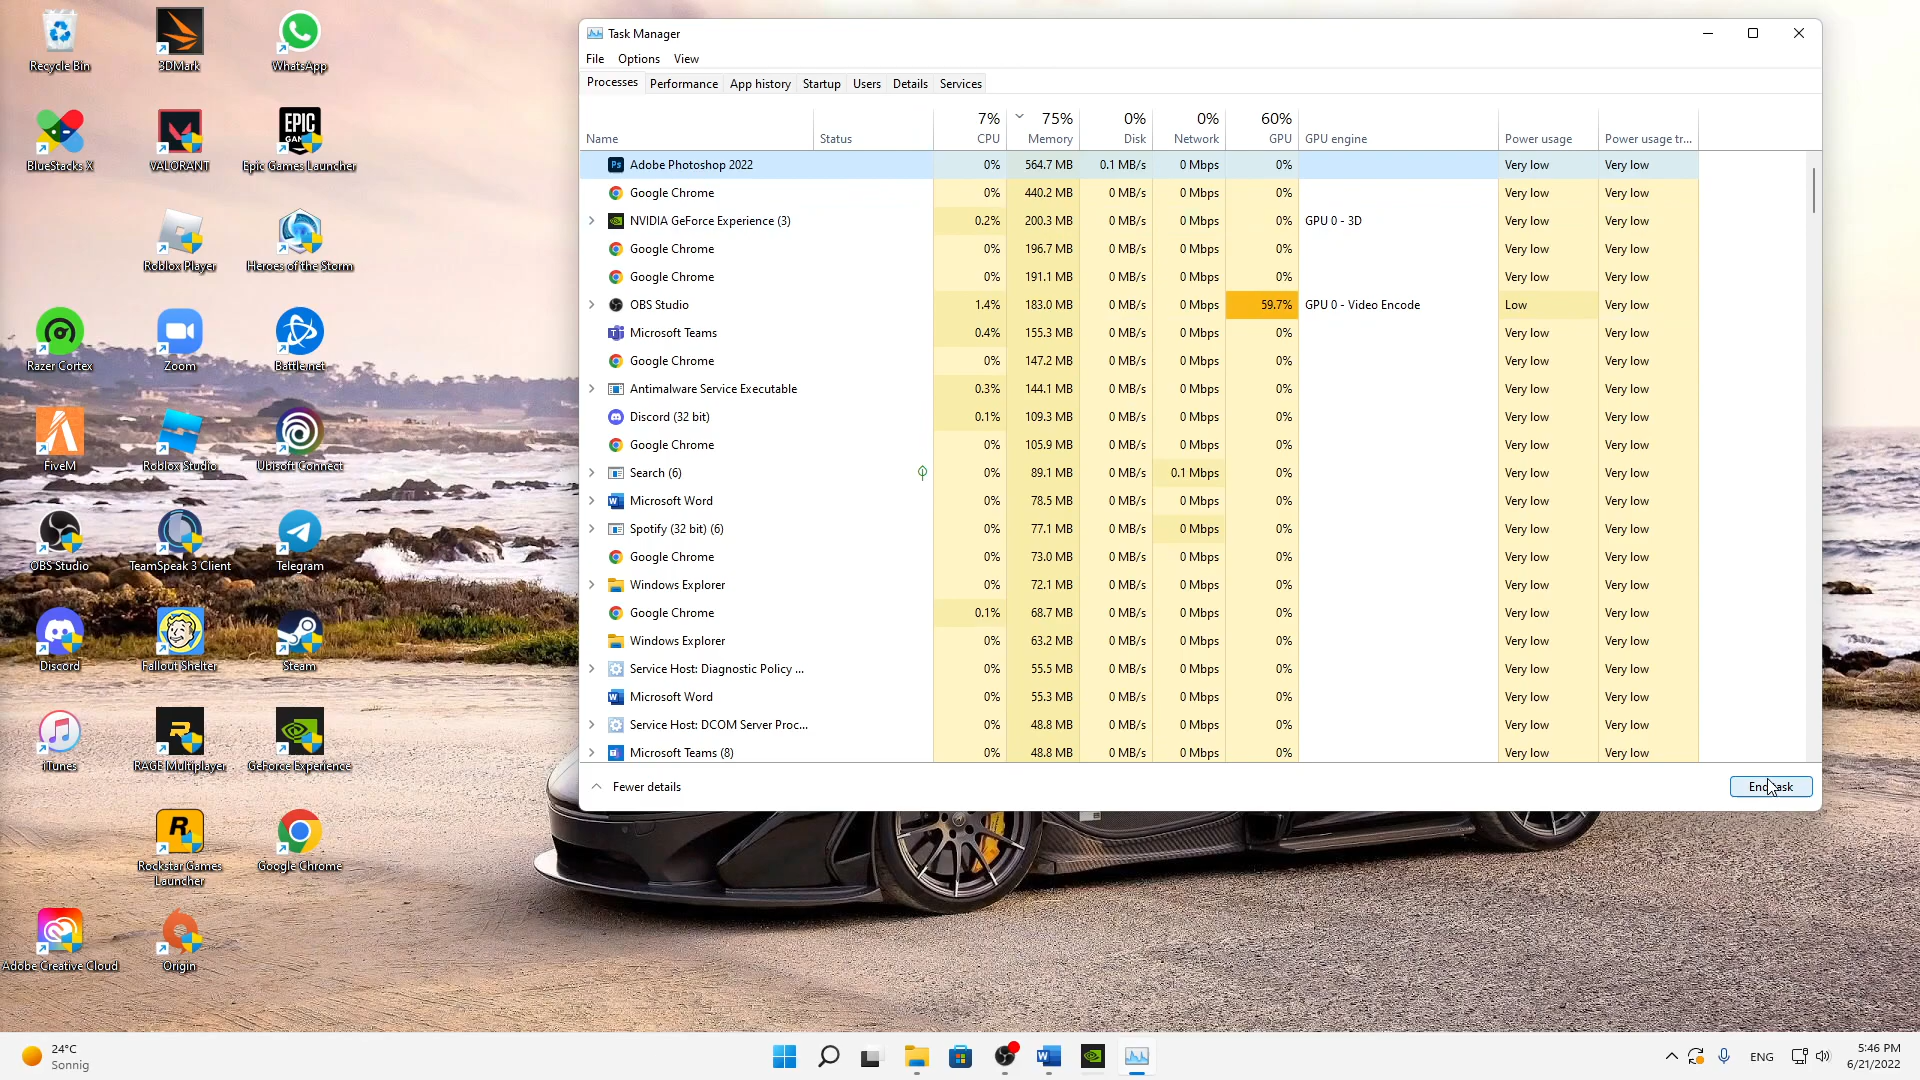 Recycle Bin
3DMark
WhatsApp
BlueStacks X
VALORANT
EPIC
Epic Games Launcher
Roblox Player
Heroes of the Storm
Razer Cortex
Zoom
Battle.net
FiveM
Roblox Studio
Ubisoft Connect
OBS Studio
TeamSpeak 3 Client
Telegram
Discord
Fallout Shelter
Steam
iTunes
RAGE Multiplayer
GeForce Experience
Rockstar Games
Launcher
Google Chrome
Adobe Creative Cloud
Origin
Task Manager
File Options View
Processes Performance App history Startup Users Details Services
7% 75% 0% 0% 60%
Name Status CPU Memory Disk Network GPU GPU engine Power usage Power usage tr...
Ps Adobe Photoshop 2022 0% 564.7 MB 0.1 MB/s 0 Mbps 0% Very low Very low
Google Chrome 0% 440.2 MB 0 MB/s 0 Mbps 0% Very low Very low
NVIDIA GeForce Experience (3) 0.2% 200.3 MB 0 MB/s 0 Mbps 0% GPU 0 - 3D Very low Very low
Google Chrome 0% 196.7 MB 0 MB/s 0 Mbps 0% Very low Very low
Google Chrome 0% 191.1 MB 0 MB/s 0 Mbps 0% Very low Very low
OBS Studio 1.4% 183.0 MB 0 MB/s 0 Mbps 59.7% GPU 0 - Video Encode Low Very low
Microsoft Teams 0.4% 155.3 MB 0 MB/s 0 Mbps 0% Very low Very low
Google Chrome 0% 147.2 MB 0 MB/s 0 Mbps 0% Very low Very low
Antimalware Service Executable 0.3% 144.1 MB 0 MB/s 0 Mbps 0% Very low Very low
Discord (32 bit) 0.1% 109.3 MB 0 MB/s 0 Mbps 0% Very low Very low
Google Chrome 0% 105.9 MB 0 MB/s 0 Mbps 0% Very low Very low
Search (6) 0% 89.1 MB 0 MB/s 0.1 Mbps 0% Very low Very low
Microsoft Word 0% 78.5 MB 0 MB/s 0 Mbps 0% Very low Very low
Spotify (32 bit) (6) 0% 77.1 MB 0 MB/s 0 Mbps 0% Very low Very low
Google Chrome 0% 73.0 MB 0 MB/s 0 Mbps 0% Very low Very low
Windows Explorer 0% 72.1 MB 0 MB/s 0 Mbps 0% Very low Very low
Google Chrome 0.1% 68.7 MB 0 MB/s 0 Mbps 0% Very low Very low
Windows Explorer 0% 63.2 MB 0 MB/s 0 Mbps 0% Very low Very low
Service Host: Diagnostic Policy ... 0% 55.5 MB 0 MB/s 0 Mbps 0% Very low Very low
Microsoft Word 0% 55.3 MB 0 MB/s 0 Mbps 0% Very low Very low
Service Host: DCOM Server Proc... 0% 48.8 MB 0 MB/s 0 Mbps 0% Very low Very low
Microsoft Teams (8) 0% 48.8 MB 0 MB/s 0 Mbps 0% Very low Very low
Fewer details
End task
24°C
Sonnig
ENG
5:46 PM
6/21/2022